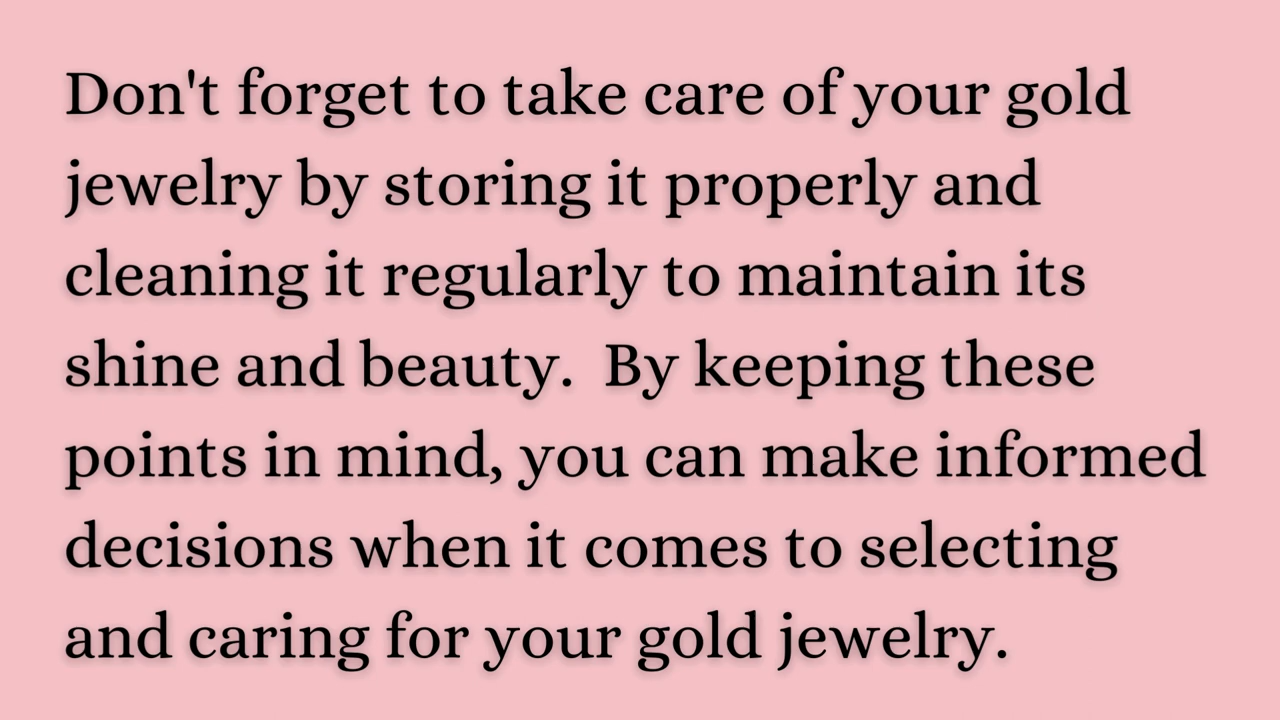 Don't forget to take care of your gold
jewelry by storing it properly and
cleaning it regularly to maintain its
shine and beauty.  By keeping these
points in mind, you can make informed
decisions when it comes to selecting
and caring for your gold jewelry.